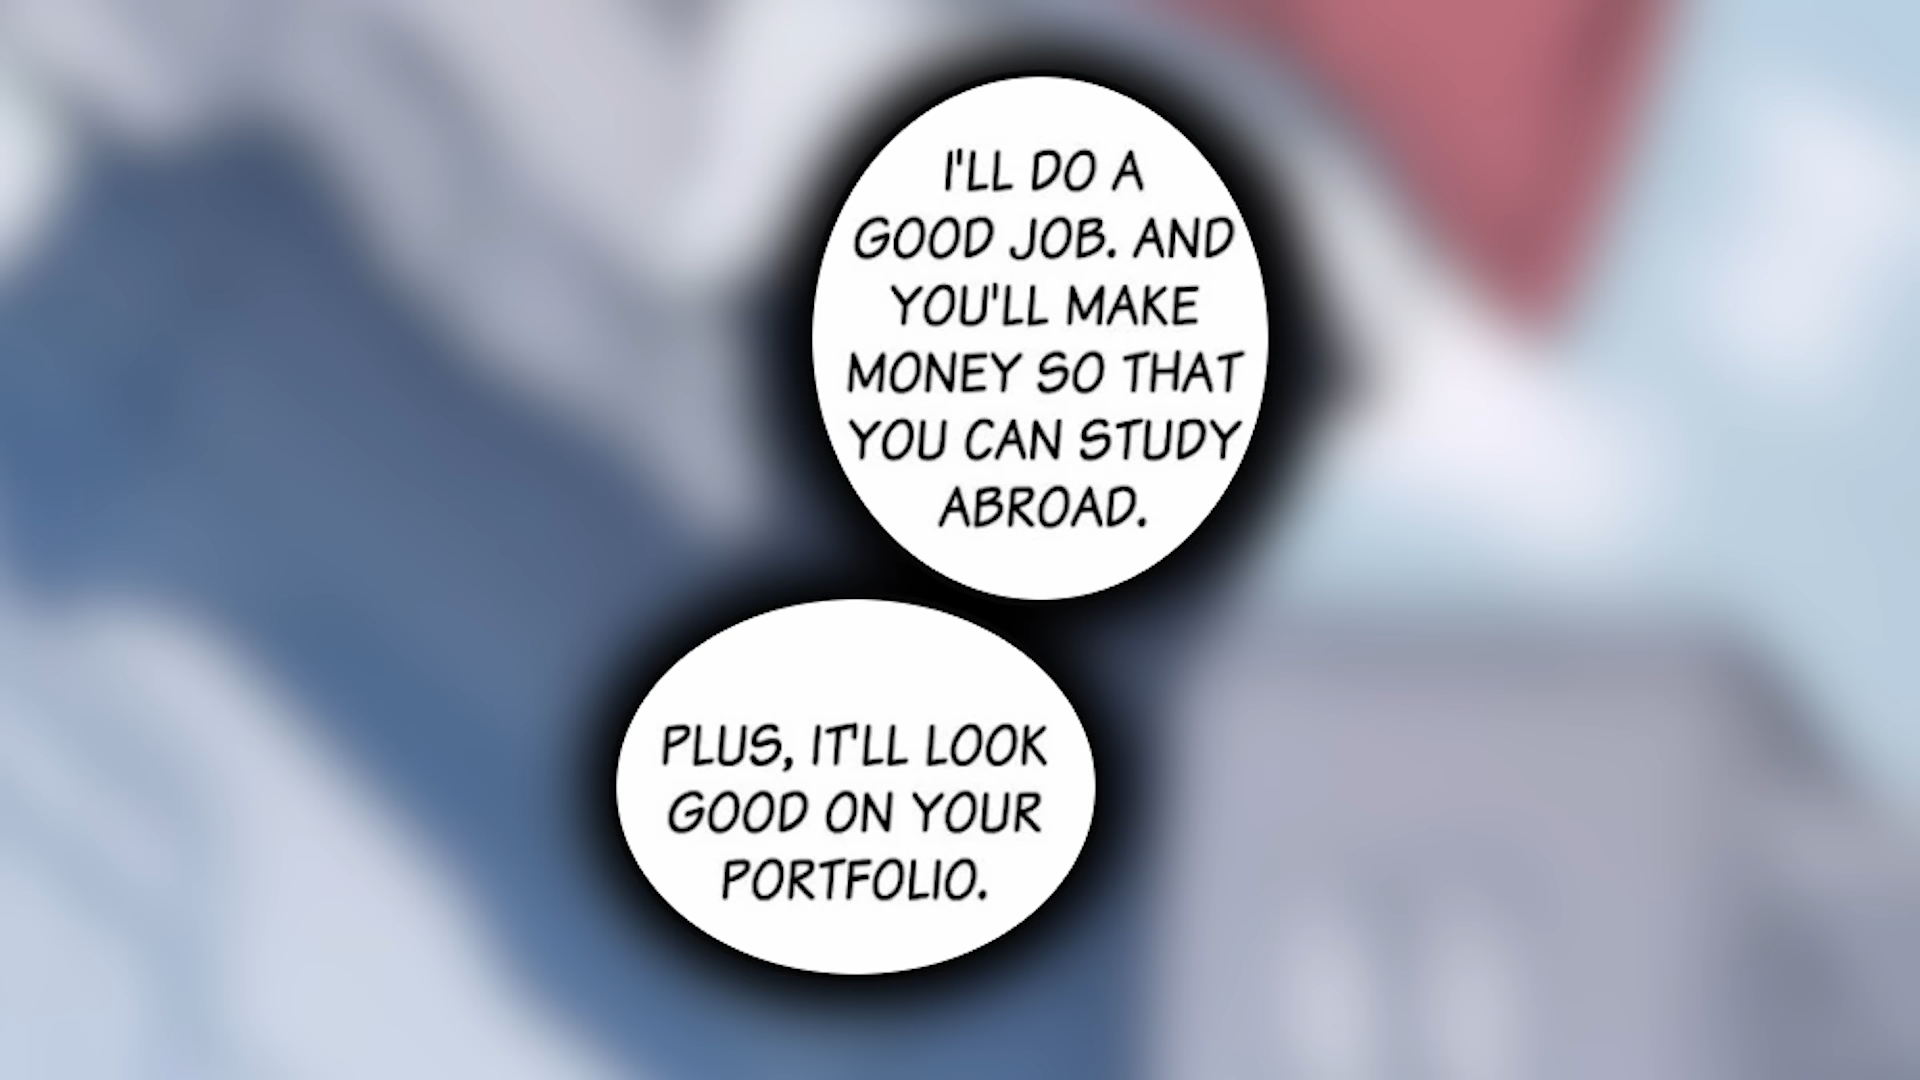 I'LL DO A
GOOD JOB. AND
YOU'LL MAKE
MONEY SO THAT
YOU CAN STUDY
ABROAD.
PLUS, IT'LL LOOK
GOOD ON YOUR
PORTFOLIO.